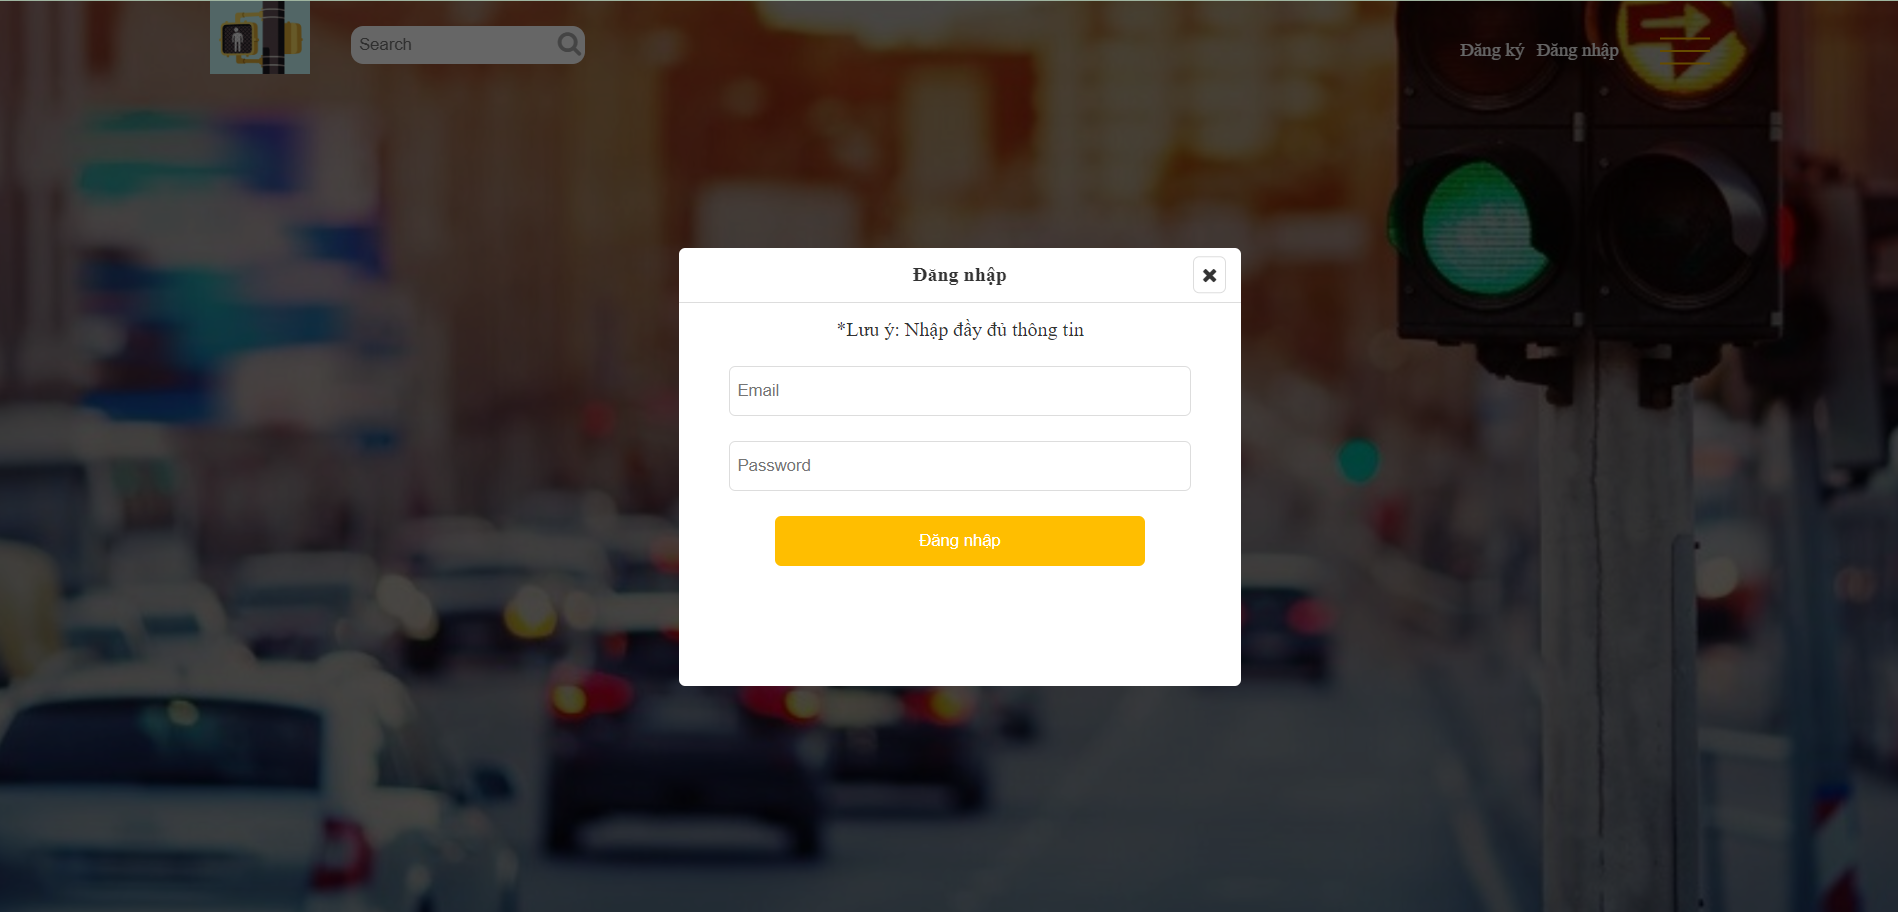 Search
Đăng ký Đăng nhập
Đăng nhập
*Lưu ý: Nhập đầy đủ thông tin
Email
Password
Đăng nhập